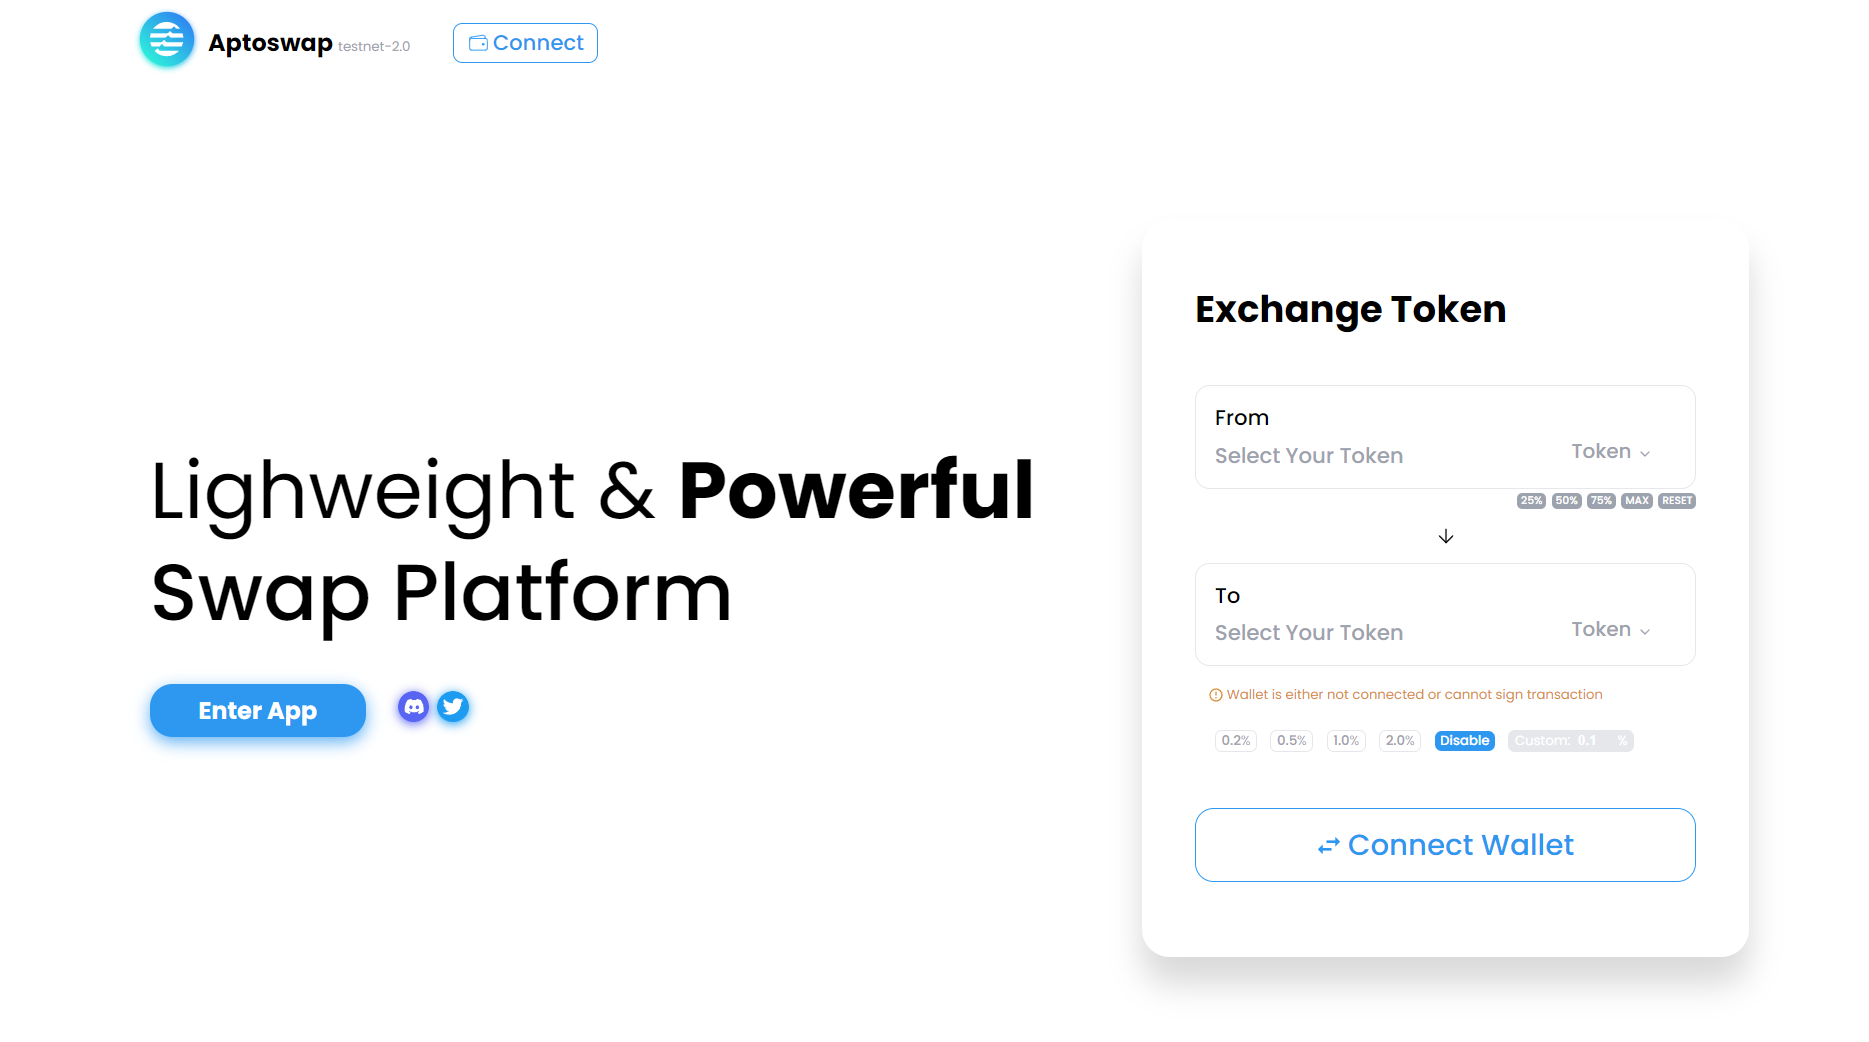 Aptoswap testnet-2.0
Connect
Lighweight & Powerful
Swap Platform
Enter App
Exchange Token
From
Select Your Token
Token
25% 50% 75% MAX RESET
To
Select Your Token
Token
Wallet is either not connected or cannot sign transaction
0.2% 0.5% 1.0% 2.0% Disable Custom: 0.1 %
Connect Wallet